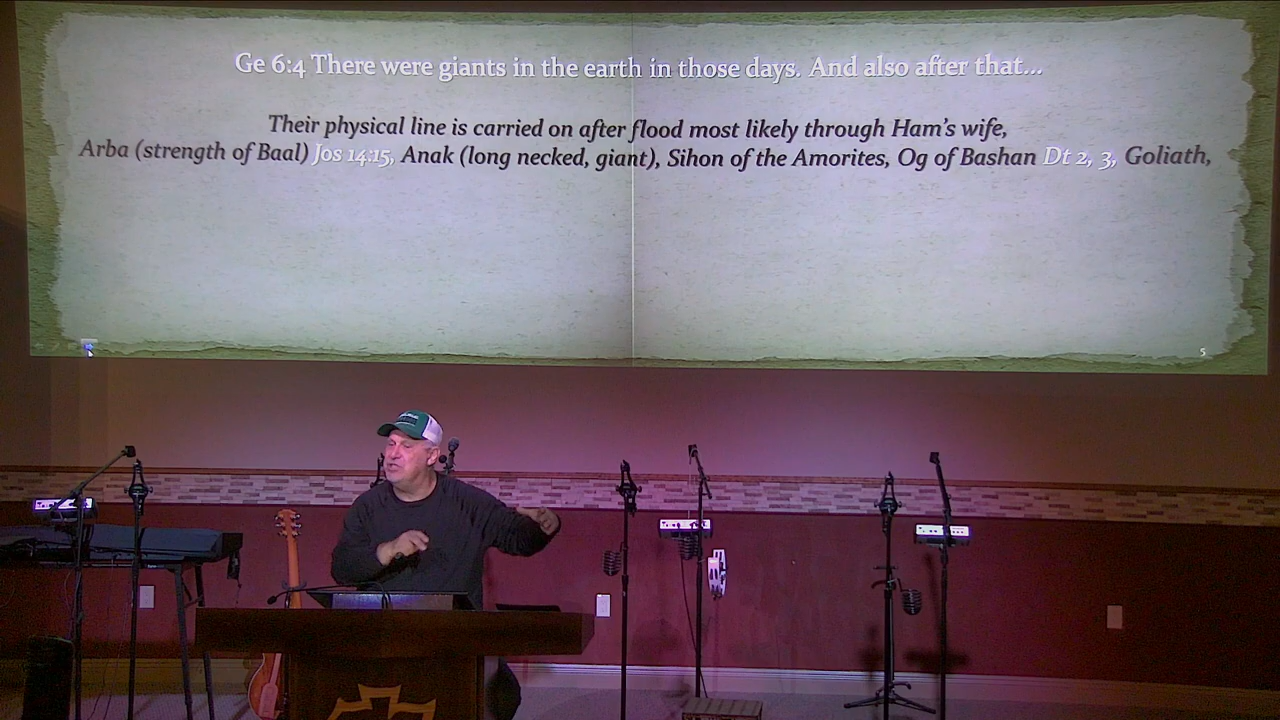 Ge 6:4 There were giants in the earth in those days. And also after that...
Their physical line is carried on after flood most likely through Ham's wife,
Arba (strength of Baal) Jos 14:15, Anak (long necked, giant), Sihon of the Amorites, Og of Bashan Dt 2, 3, Goliath,
5